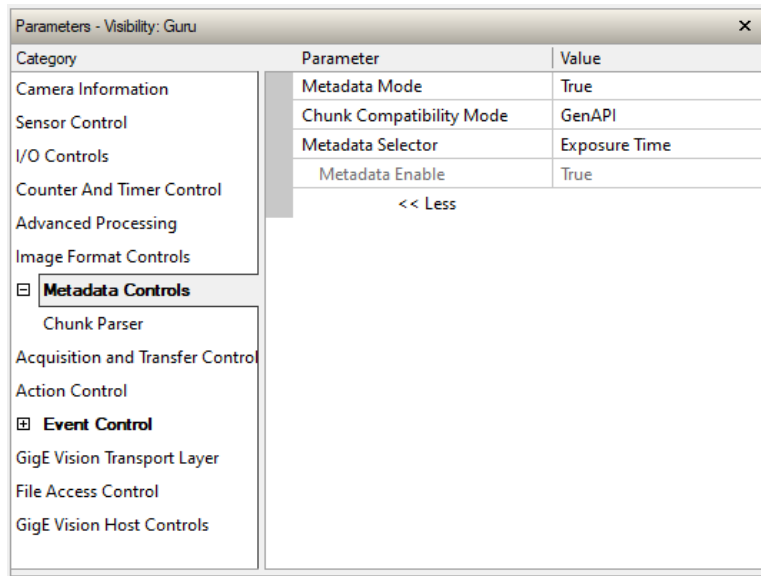 Parameters - Visibility: Guru
Category Parameter Value
Camera Information
Sensor Control
I/O Controls
Counter And Timer Control
Advanced Processing
Image Format Controls
Metadata Controls
Chunk Parser
Acquisition and Transfer Control
Action Control
Event Control
GigE Vision Transport Layer
File Access Control
GigE Vision Host Controls
Metadata Mode True
Chunk Compatibility Mode GenAPI
Metadata Selector Exposure Time
Metadata Enable True
<< Less